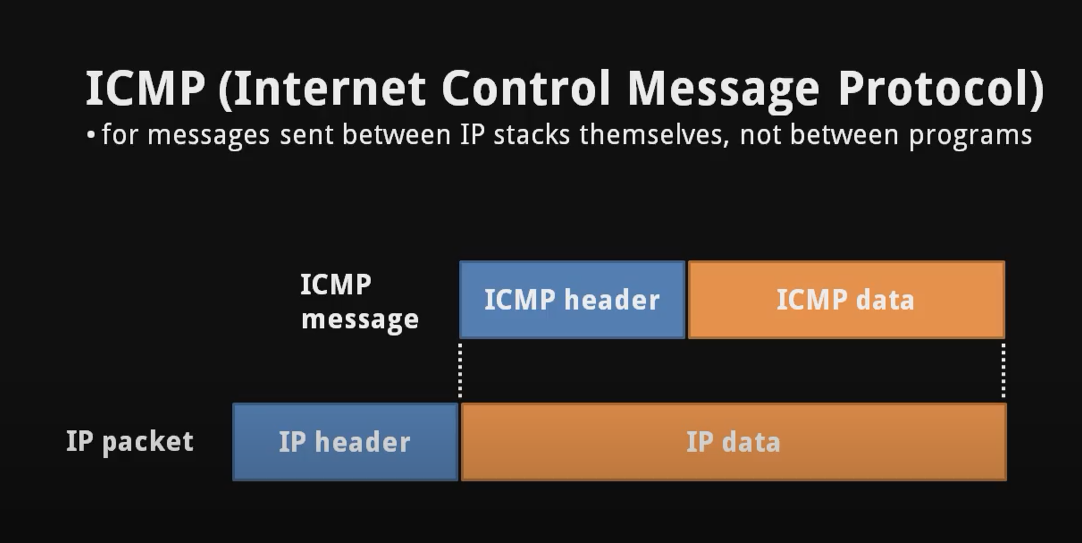 ICMP (Internet Control Message Protocol)
• for messages sent between IP stacks themselves, not between programs
ICMP
message
ICMP header
ICMP data
IP packet
IP header
IP data